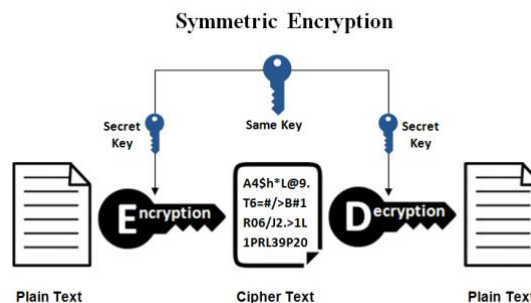 Symmetric Encryption
Secret
Key
Same Key
Secret
Key
Encryption
A4$h*L@9.
T6=#/>B#1
R06/J2.>1L
1PRL39P20
Decryption
Plain Text
Cipher Text
Plain Text